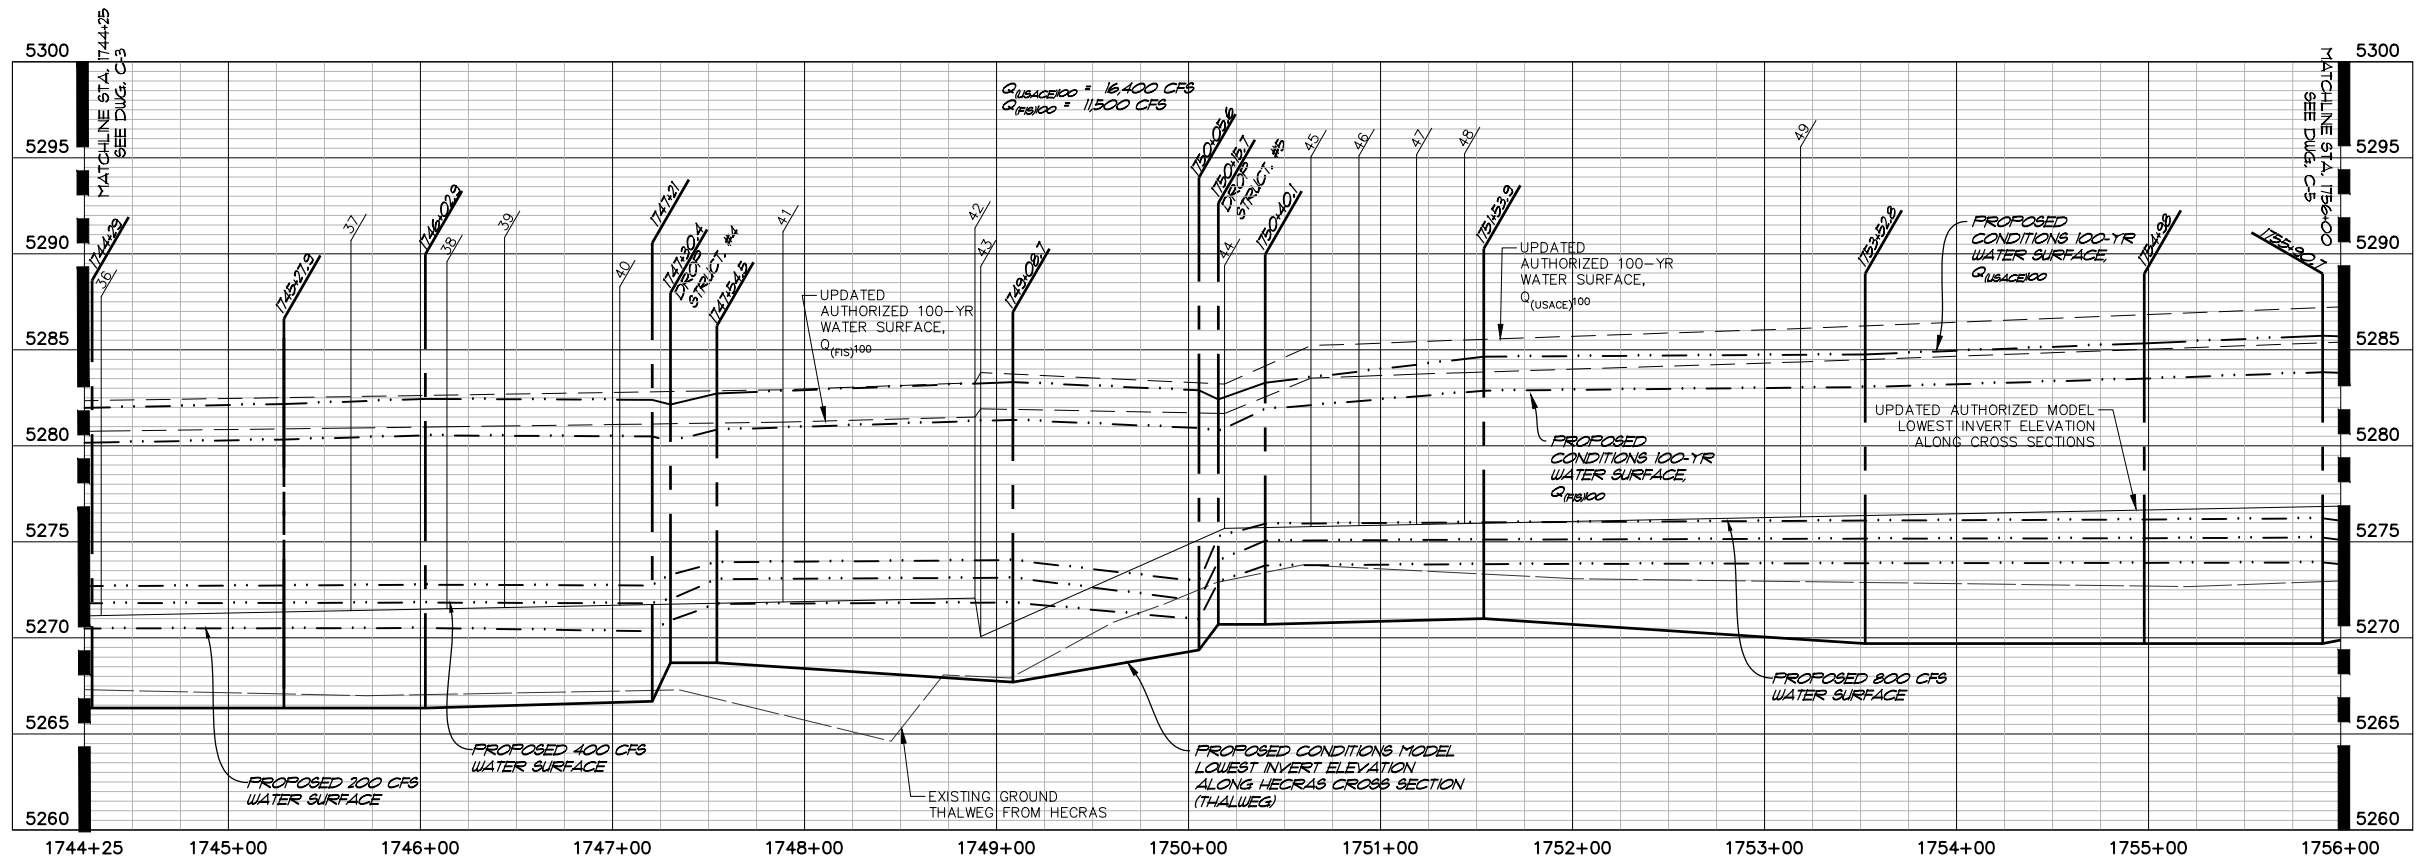 5300
5295
5290
5285
5280
5275
5270
5265
5260
MATCHLINE STA. 1744+25
SEE DWG. C-3
Q(USACE)100 = 16,400 CFS
Q(FIS)100 = 11,500 CFS
1744+29
36
1745+27.9
37
1746+02.9
38
39
40
1747+21
1747+30.4
DROP
STRUCT. #4
1747+54.5
41
42
43
1749+08.7
1750+05.6
1750+15.7
DROP
STRUCT. #5
44
1750+40.1
45
46
47
48
1751+53.9
49
1753+52.8
1754+98
1755+90.7
MATCHLINE STA. 1756+00
SEE DWG. C-5
UPDATED
AUTHORIZED 100-YR
WATER SURFACE,
Q(FIS)100
UPDATED
AUTHORIZED 100-YR
WATER SURFACE,
Q(USACE)100
PROPOSED
CONDITIONS 100-YR
WATER SURFACE,
Q(USACE)100
PROPOSED
CONDITIONS 100-YR
WATER SURFACE,
Q(FIS)100
UPDATED AUTHORIZED MODEL
LOWEST INVERT ELEVATION
ALONG CROSS SECTIONS
PROPOSED 200 CFS
WATER SURFACE
PROPOSED 400 CFS
WATER SURFACE
EXISTING GROUND
THALWEG FROM HECRAS
PROPOSED CONDITIONS MODEL
LOWEST INVERT ELEVATION
ALONG HECRAS CROSS SECTION
(THALWEG)
PROPOSED 800 CFS
WATER SURFACE
5300
5295
5290
5285
5280
5275
5270
5265
5260
1744+25 1745+00 1746+00 1747+00 1748+00 1749+00 1750+00 1751+00 1752+00 1753+00 1754+00 1755+00 1756+00